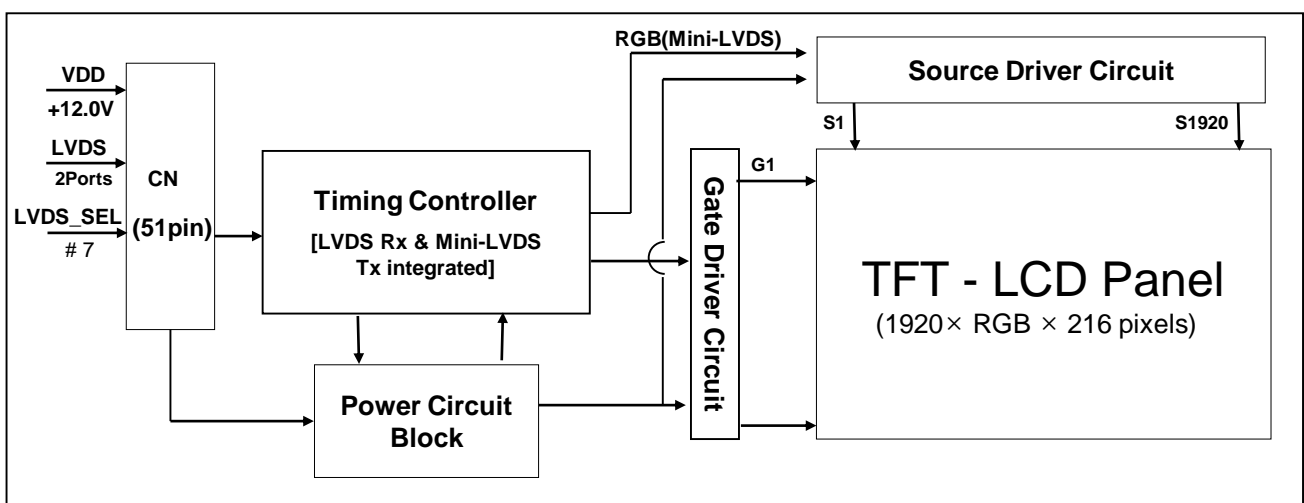 VDD
+12.0V
LVDS
2Ports
LVDS_SEL
# 7
CN
(51pin)
Timing Controller
[LVDS Rx & Mini-LVDS
Tx integrated]
Power Circuit
Block
RGB(Mini-LVDS)
Source Driver Circuit
S1
S1920
Gate Driver Circuit
G1
TFT - LCD Panel
(1920× RGB × 216 pixels)